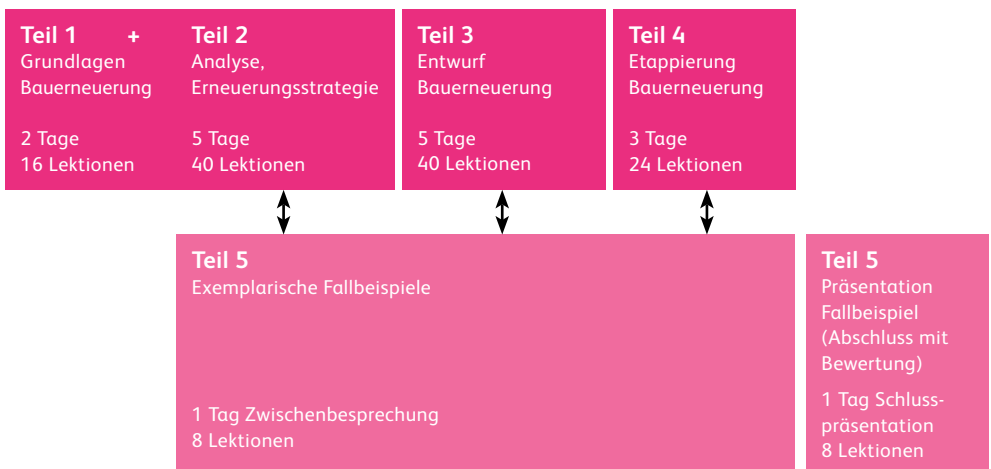 Teil 1 +
Grundlagen
Bauerneuerung
2 Tage
16 Lektionen
Teil 2
Analyse,
Erneuerungsstrategie
5 Tage
40 Lektionen
Teil 3
Entwurf
Bauerneuerung
5 Tage
40 Lektionen
Teil 4
Etappierung
Bauerneuerung
3 Tage
24 Lektionen
Teil 5
Exemplarische Fallbeispiele
1 Tag Zwischenbesprechung
8 Lektionen
Teil 5
Präsentation
Fallbeispiel
(Abschluss mit
Bewertung)
1 Tag Schluss-
präsentation
8 Lektionen